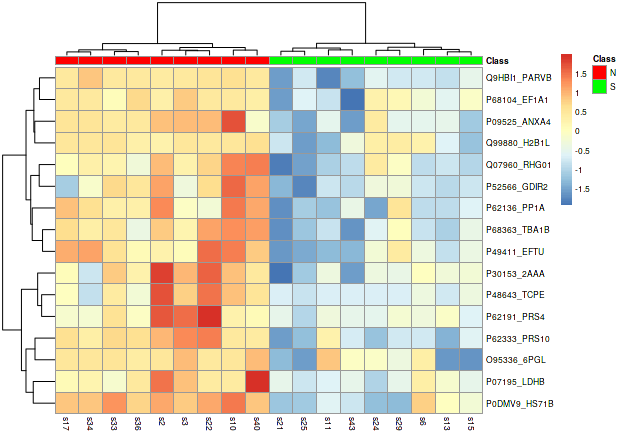 Class
Q9HBI1_PARVB
P68104_EF1A1
P09525_ANXA4
Q99880_H2B1L
Q07960_RHG01
P52566_GDIR2
P62136_PP1A
P68363_TBA1B
P49411_EFTU
P30153_2AAA
P48643_TCPE
P62191_PRS4
P62333_PRS10
O95336_6PGL
P07195_LDHB
P0DMV9_HS71B
s17 s34 s33 s36 s2 s3 s22 s10 s40 s21 s25 s11 s43 s24 s29 s6 s13 s15
1.5
1
0.5
0
-0.5
-1
-1.5
Class
N
S